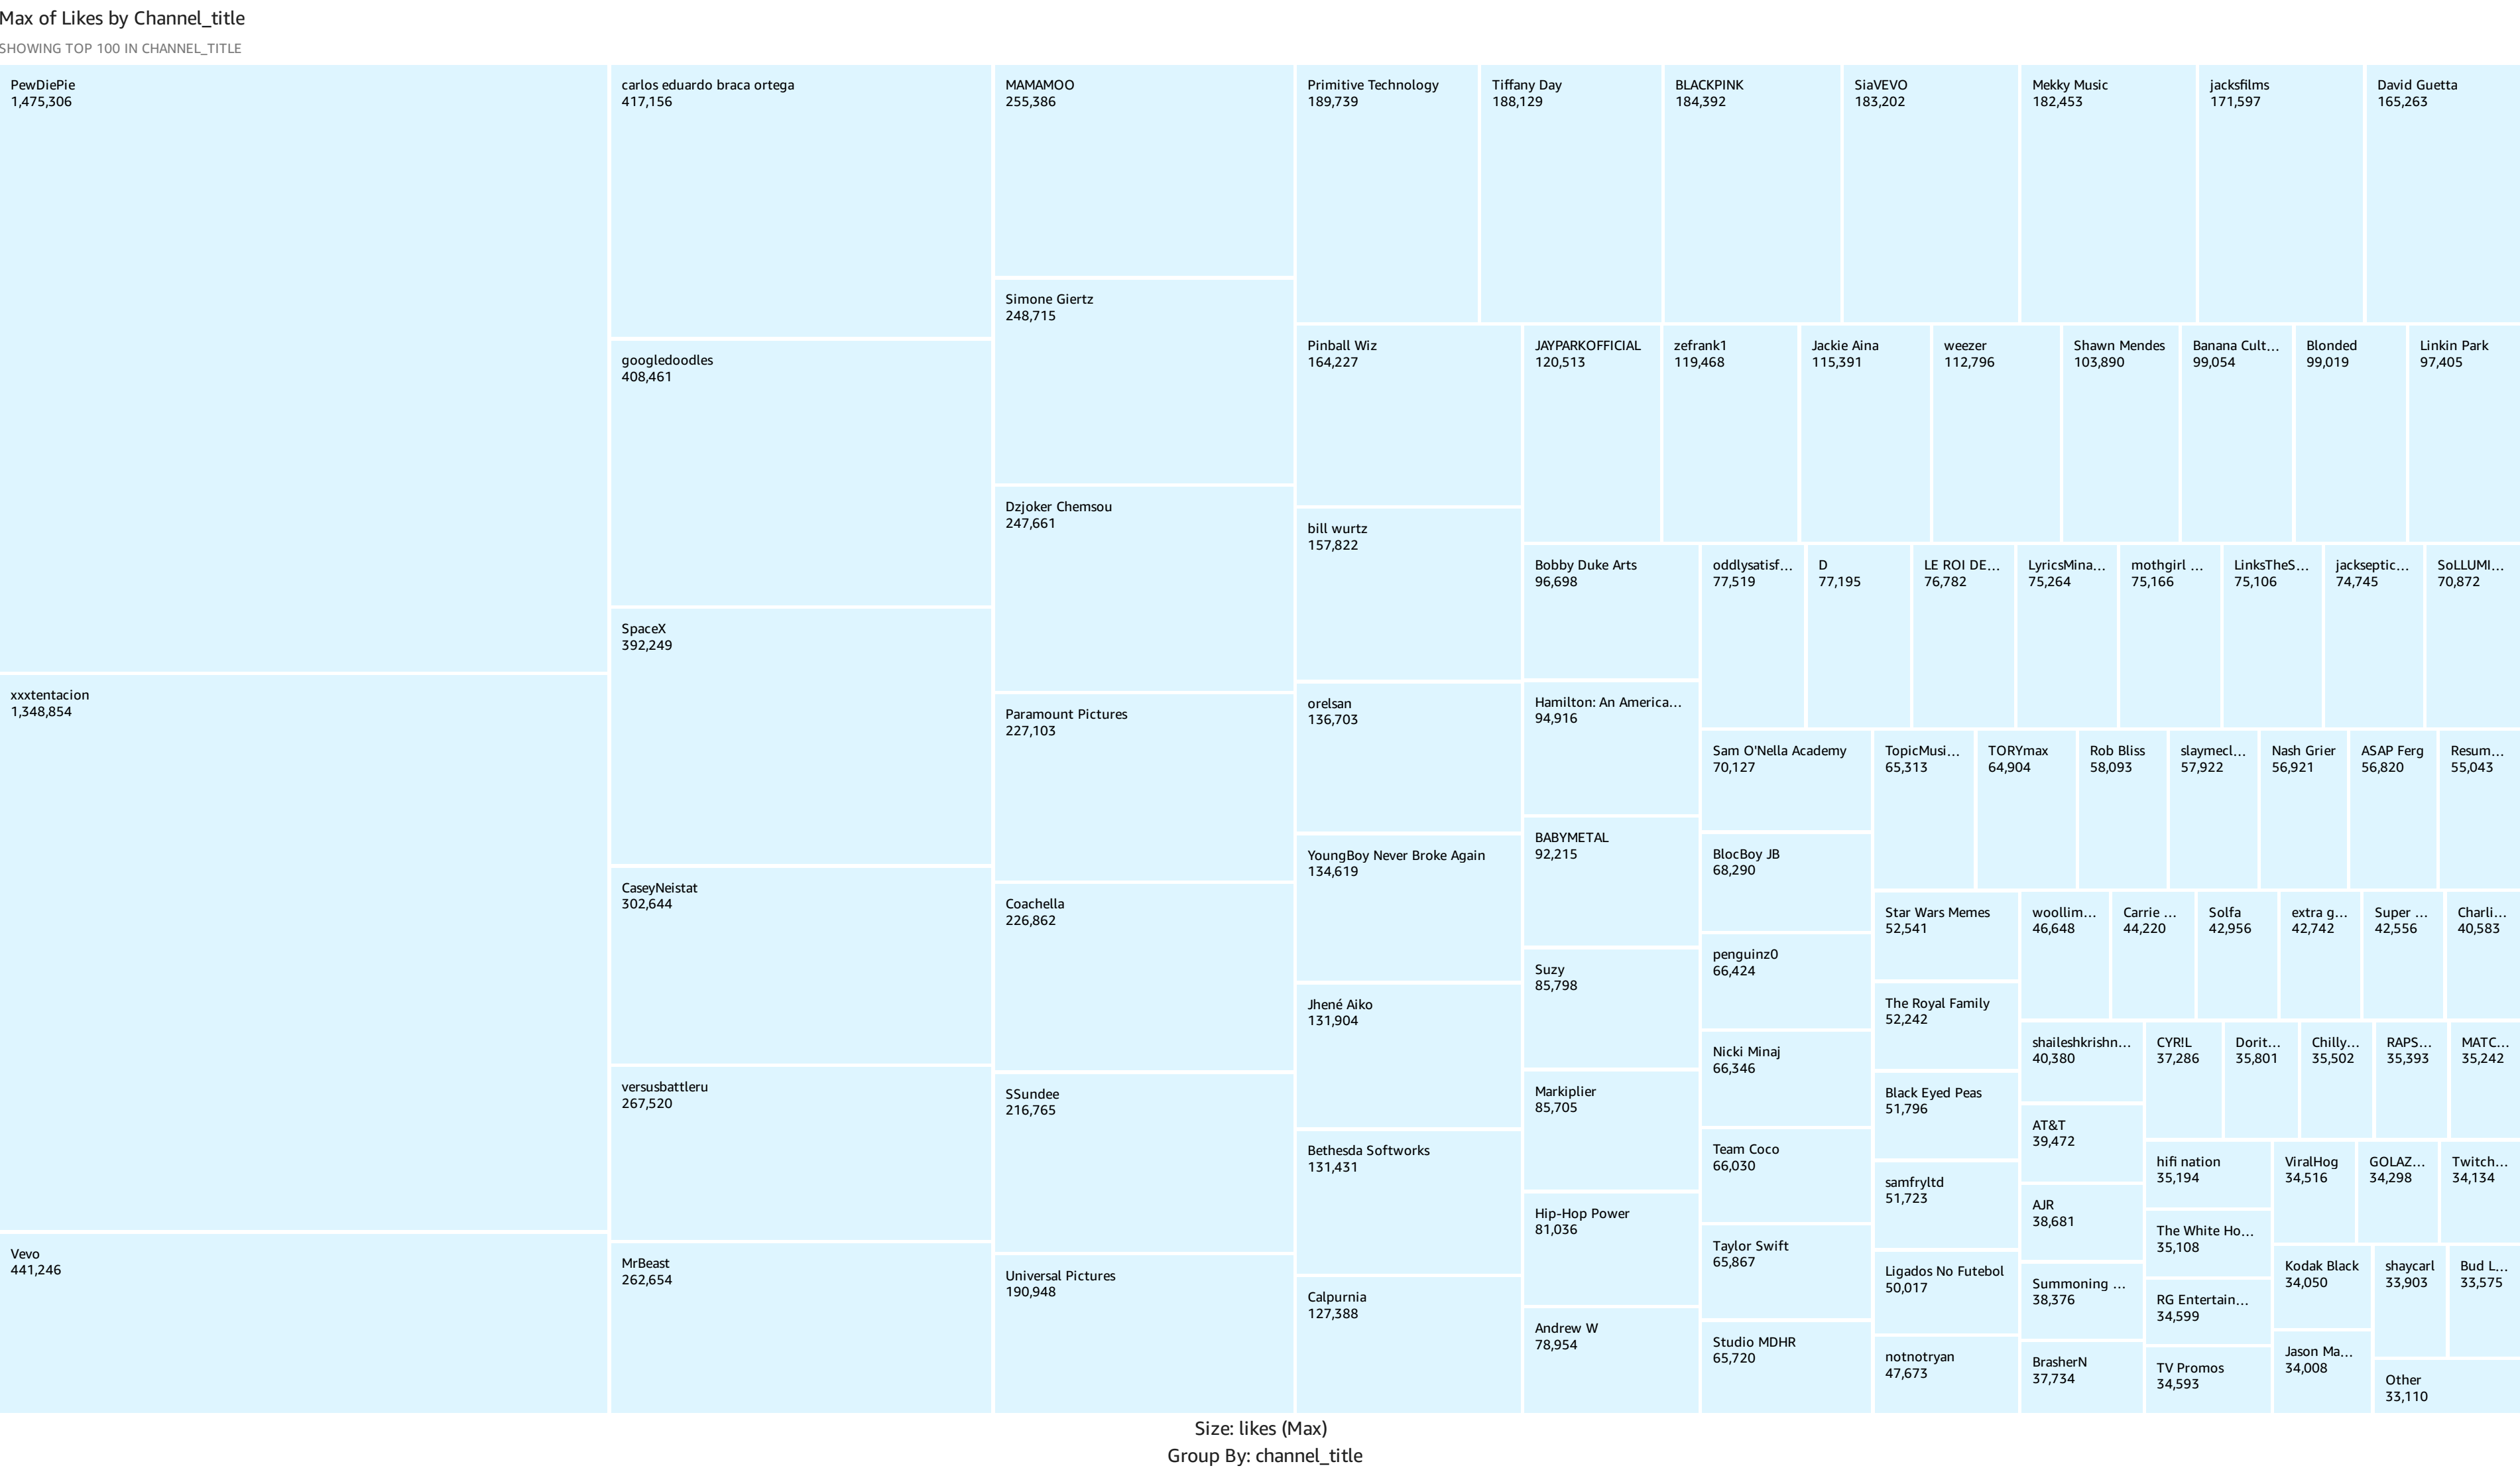 Max of Likes by Channel_title
SHOWING TOP 100 IN CHANNEL_TITLE
PewDiePie
1,475,306
xxxtentacion
1,348,854
Vevo
441,246
carlos eduardo braca ortega
417,156
googledoodles
408,461
SpaceX
392,249
CaseyNeistat
302,644
versusbattleru
267,520
MrBeast
262,654
MAMAMOO
255,386
Simone Giertz
248,715
Dzjoker Chemsou
247,661
Paramount Pictures
227,103
Coachella
226,862
SSundee
216,765
Universal Pictures
190,948
Primitive Technology
189,739
Tiffany Day
188,129
BLACKPINK
184,392
SiaVEVO
183,202
Mekky Music
182,453
jacksfilms
171,597
David Guetta
165,263
Pinball Wiz
164,227
bill wurtz
157,822
orelsan
136,703
YoungBoy Never Broke Again
134,619
Jhené Aiko
131,904
Bethesda Softworks
131,431
Calpurnia
127,388
JAYPARKOFFICIAL
120,513
zefrank1
119,468
Jackie Aina
115,391
weezer
112,796
Shawn Mendes
103,890
Banana Cult...
99,054
Blonded
99,019
Linkin Park
97,405
Bobby Duke Arts
96,698
Hamilton: An America...
94,916
BABYMETAL
92,215
Suzy
85,798
Markiplier
85,705
Hip-Hop Power
81,036
Andrew W
78,954
oddlysatisf...
77,519
D
77,195
LE ROI DE...
76,782
LyricsMina...
75,264
mothgirl ...
75,166
LinksTheS...
75,106
jackseptic...
74,745
SoLLUMI...
70,872
Sam O'Nella Academy
70,127
BlocBoy JB
68,290
penguinz0
66,424
Nicki Minaj
66,346
Team Coco
66,030
Taylor Swift
65,867
Studio MDHR
65,720
TopicMusi...
65,313
TORYmax
64,904
Rob Bliss
58,093
slaymecl...
57,922
Nash Grier
56,921
ASAP Ferg
56,820
Resum...
55,043
Star Wars Memes
52,541
The Royal Family
52,242
Black Eyed Peas
51,796
samfryltd
51,723
Ligados No Futebol
50,017
notnotryan
47,673
woollim...
46,648
Carrie ...
44,220
Solfa
42,956
extra g...
42,742
Super ...
42,556
Charli...
40,583
shaileshkrishn...
40,380
AT&T
39,472
AJR
38,681
Summoning ...
38,376
BrasherN
37,734
CYR!L
37,286
Dorit...
35,801
Chilly...
35,502
RAPS...
35,393
MATC...
35,242
hifi nation
35,194
The White Ho...
35,108
RG Entertain...
34,599
TV Promos
34,593
ViralHog
34,516
GOLAZ...
34,298
Twitch...
34,134
Kodak Black
34,050
Jason Ma...
34,008
shaycarl
33,903
Bud L...
33,575
Other
33,110
Size: likes (Max)
Group By: channel_title